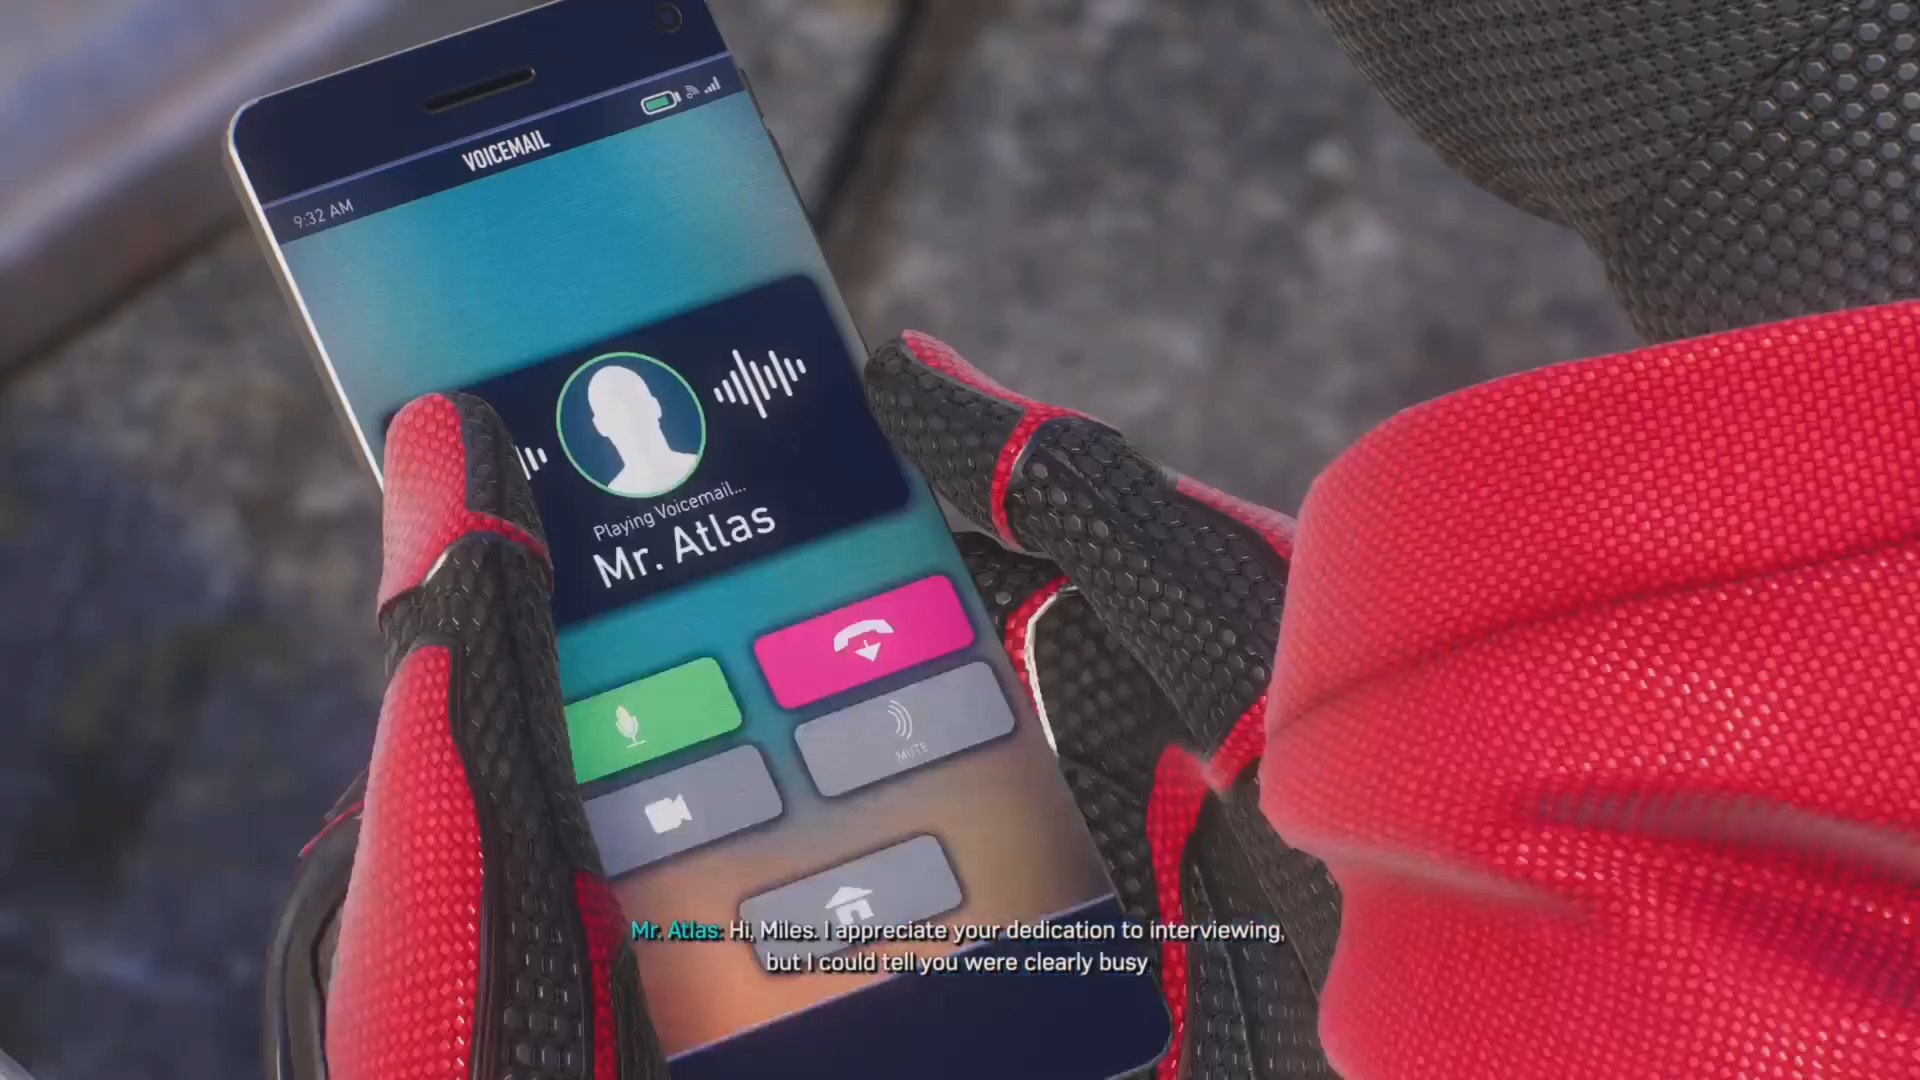 VOICEMAIL
9:32 AM
Playing Voicemail...
Mr. Atlas
MUTE
Mr. Atlas: Hi, Miles. I appreciate your dedication to interviewing,
but I could tell you were clearly busy